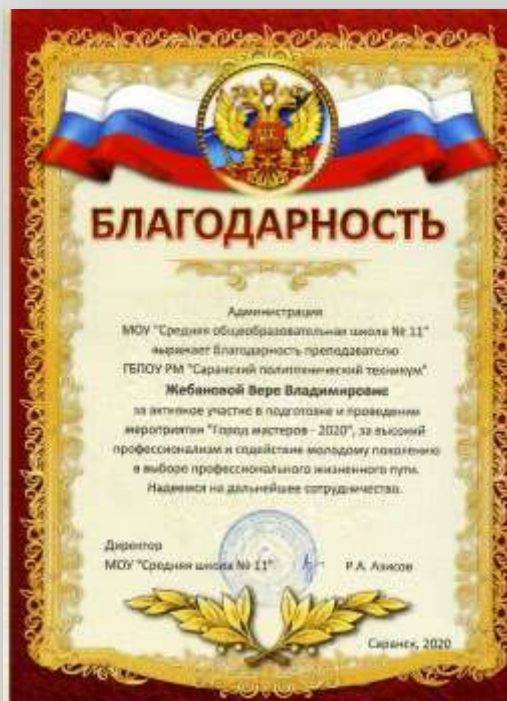 БЛАГОДАРНОСТЬ
Администрация
МОУ "Средняя общеобразовательная школа № 11"
выражает благодарность преподавателю
ГБПОУ РМ "Саранский политехнический техникум"
Жебановой Вере Владимировне
за активное участие в подготовке и проведении
мероприятия "Город мастеров - 2020", за высокий
профессионализм и содействие молодому поколению
в выборе профессионального жизненного пути.
Надеемся на дальнейшее сотрудничество.
Директор
МОУ "Средняя школа № 11"
Р.А. Азисов
Саранск, 2020